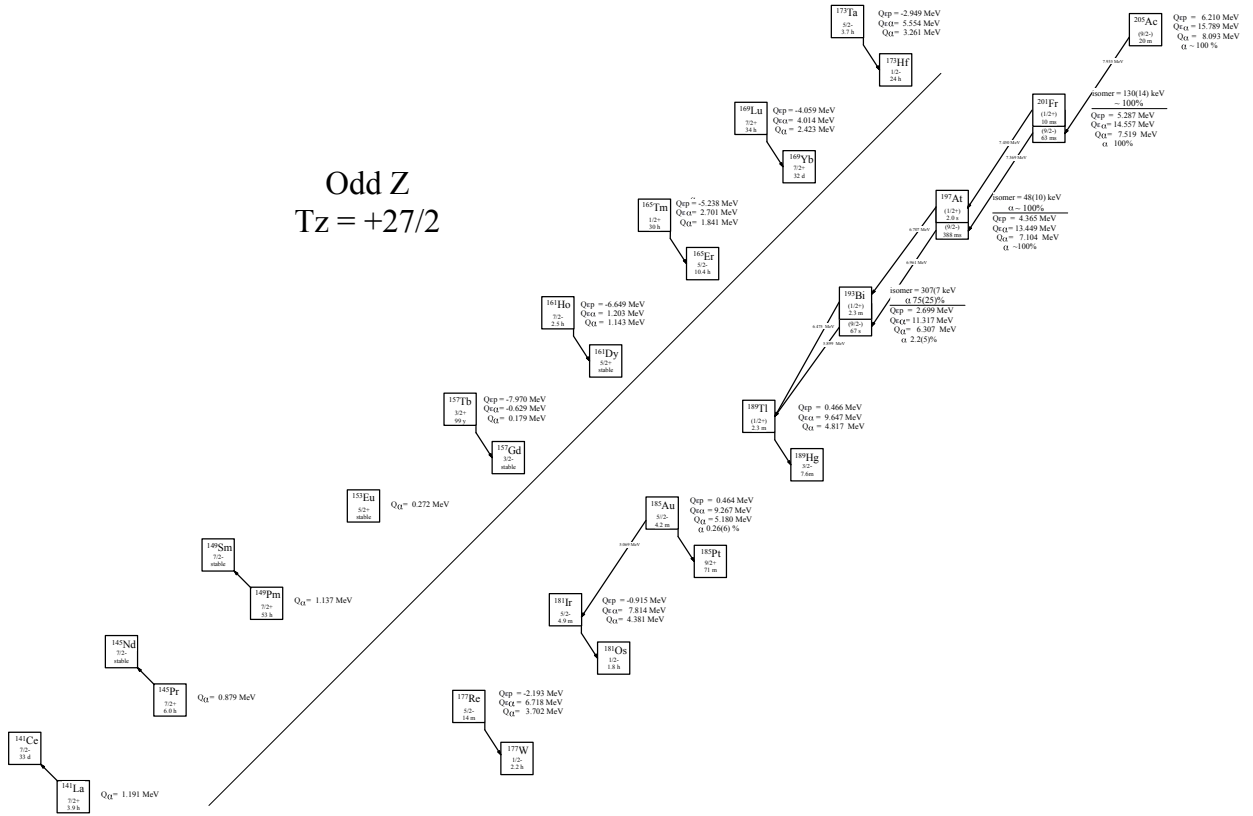 Odd Z
Tz = +27/2
173Ta
5/2-
3.7 h
Qεp = -2.949 MeV
Qεα= 5.554 MeV
Qα= 3.261 MeV
173Hf
1/2-
24 h
169Lu
7/2+
34 h
Qεp = -4.059 MeV
Qεα= 4.014 MeV
Qα = 2.423 MeV
169Yb
7/2+
32 d
165Tm
1/2+
30 h
Qεp = -5.238 MeV
Qεα= 2.701 MeV
Qα = 1.841 MeV
165Er
5/2-
10.4 h
161Ho
7/2-
2.5 h
Qεp = -6.649 MeV
Qεα= 1.203 MeV
Qα = 1.143 MeV
161Dy
5/2+
stable
157Tb
3/2+
99 y
Qεp = -7.970 MeV
Qεα= -0.629 MeV
Qα= 0.179 MeV
157Gd
3/2-
stable
153Eu
5/2+
stable
Qα= 0.272 MeV
149Sm
7/2-
stable
149Pm
7/2+
53 h
Qα= 1.137 MeV
145Nd
7/2-
stable
145Pr
7/2+
6.0 h
Qα= 0.879 MeV
141Ce
7/2-
33 d
141La
7/2+
3.9 h
Qα= 1.191 MeV
205Ac
(9/2-)
20 m
Qεp = 6.210 MeV
Qεα= 15.789 MeV
Qα = 8.093 MeV
α ~ 100 %
201Fr
(1/2+)
10 ms
(9/2-)
63 ms
isomer = 130(14) keV
~ 100%
Qεp = 5.287 MeV
Qεα= 14.557 MeV
Qα = 7.519 MeV
α 100%
197At
(1/2+)
2.0 s
(9/2-)
388 ms
isomer = 48(10) keV
α ~ 100%
Qεp = 4.365 MeV
Qεα= 13.449 MeV
Qα = 7.104 MeV
α ~100%
193Bi
(1/2+)
2.3 m
(9/2-)
67 s
isomer = 307(7 keV
α 75(25)%
Qεp = 2.699 MeV
Qεα= 11.317 MeV
Qα = 6.307 MeV
α 2.2(5)%
189Tl
(1/2+)
2.3 m
Qεp = 0.466 MeV
Qεα= 9.647 MeV
Qα = 4.817 MeV
189Hg
3/2-
7.6m
185Au
5/2-
4.2 m
Qεp = 0.464 MeV
Qεα= 9.267 MeV
Qα = 5.180 MeV
α 0.26(6) %
185Pt
9/2+
71 m
181Ir
5/2-
4.9 m
Qεp = -0.915 MeV
Qεα= 7.814 MeV
Qα= 4.381 MeV
181Os
1/2-
1.8 h
177Re
5/2-
14 m
Qεp = -2.193 MeV
Qεα= 6.718 MeV
Qα= 3.702 MeV
177W
1/2-
2.2 h